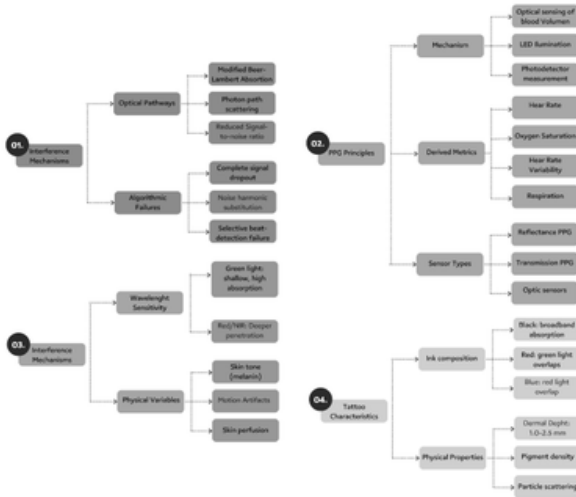 01.
Interference
Mechanisms
Optical Pathways
Modified Beer-
Lambert Absortion
Photon path
scattering
Reduced Signal-
to-noise ratio
Algorithmic
Failures
Complete signal
dropout
Noise harmonic
substitution
Selective beat-
detection failure
02.
PPG Principles
Mechanism
Optical sensing of
blood Volumen
LED Ilumination
Photodetector
measurement
Derived Metrics
Hear Rate
Oxygen Saturation
Hear Rate
Variability
Respiration
Sensor Types
Reflectance PPG
Transmission PPG
Optic sensors
03.
Interference
Mechanisms
Wavelenght
Sensitivity
Green light:
shallow, high
absorption
Red/NIR: Deeper
penetration
Physical Variables
Skin tone
(melanin)
Motion Artifacts
Skin perfusion
04.
Tattoo
Characteristics
Ink composition
Black: broadband
absorption
Red: green light
overlaps
Blue: red light
overlap
Physical Properties
Dermal Depht:
1.0-2.5 mm
Pigment density
Particle scattering